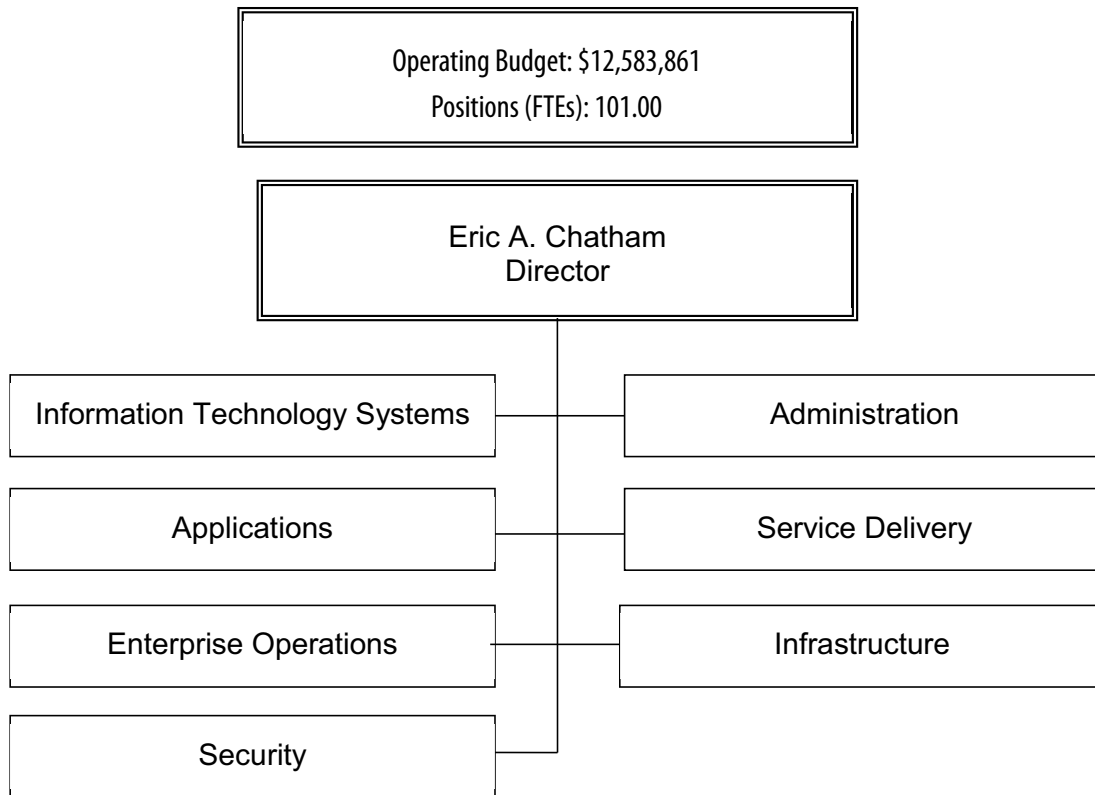 Operating Budget: $12,583,861
Positions (FTEs): 101.00
Eric A. Chatham
Director
Information Technology Systems
Administration
Applications
Service Delivery
Enterprise Operations
Infrastructure
Security